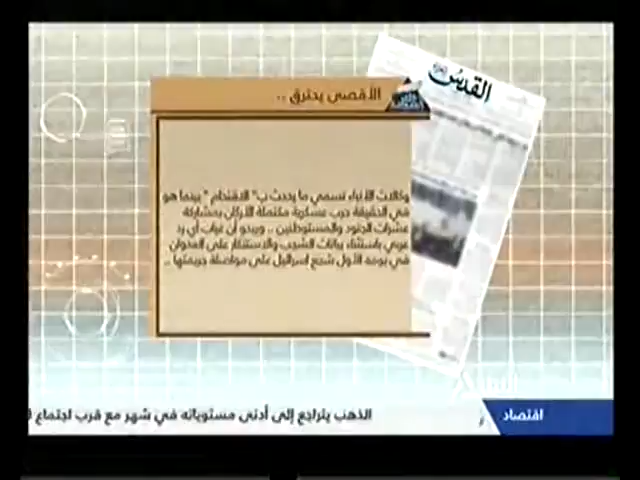 القدس
الأقصى يحترق ..
وكالات الأنباء تسمي ما يحدث ب" الاقتحام " بينما هو
في الحقيقة حرب عسكرية مكتملة الأركان بمشاركة
عشرات الجنود والمستوطنين .. ويبدو أن غياب أي رد
عربي باستثناء بيانات الشجب والاستنكار على العدوان
في يومه الأول شجع اسرائيل على مواصلة جريمتها ..
اقتصاد
الذهب يتراجع إلى أدنى مستوياته في شهر مع قرب اجتماع